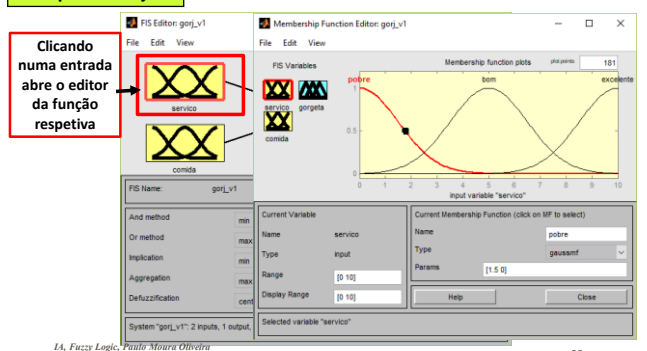 FIS Editor: gorj_v1
File Edit View
Clicando
numa entrada
abre o editor
da função
respetiva
servico
comida
FIS Name: gorj_v1
And method min
Or method max
Implication min
Aggregation max
Defuzzification cent
System "gorj_v1": 2 inputs, 1 output,
Membership Function Editor: gorj_v1
File Edit View
FIS Variables
servico gorgeta
comida
Membership function plots plot points: 181
pobre bom excelente
1
0.5
0
0 1 2 3 4 5 6 7 8 9 10
input variable "servico"
Current Variable
Name servico
Type input
Range [0 10]
Display Range [0 10]
Current Membership Function (click on MF to select)
Name pobre
Type gaussmf
Params [1.5 0]
Help Close
Selected variable "servico"
IA, Fuzzy Logic, Paulo Moura Oliveira